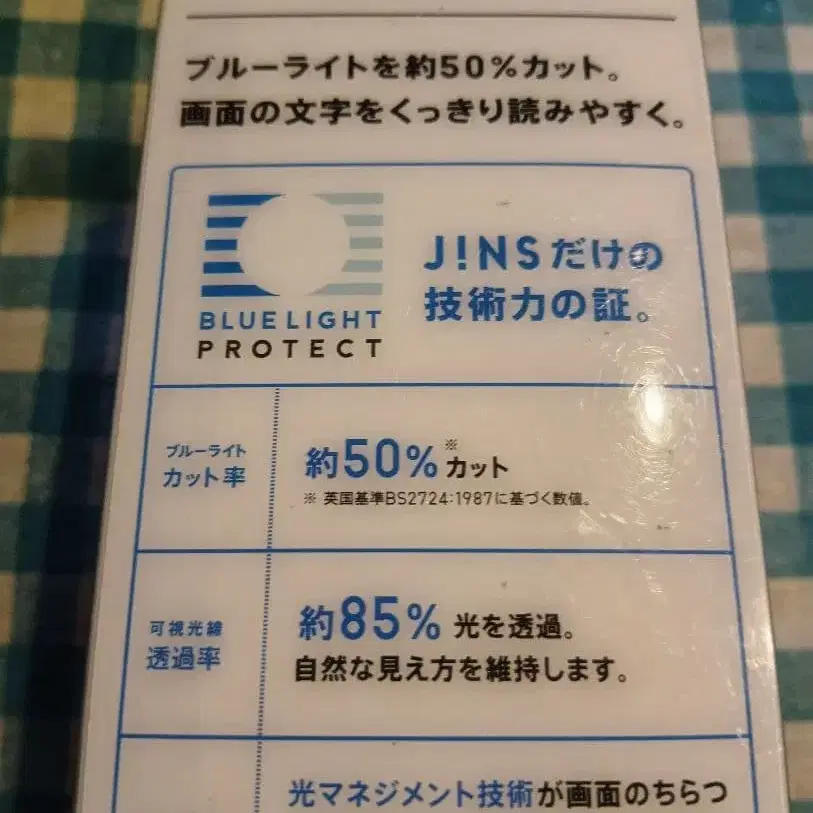 ブルーライトを約50%カット。
画面の文字をくっきり読みやすく。
BLUE LIGHT
PROTECT
J!NSだけの
技術力の証。
ブルーライト
カット率
約50%※カット
※ 英国基準BS2724:1987に基づく数値。
可視光線
透過率
約85% 光を透過。
自然な見え方を維持します。
光マネジメント技術が画面のちらつ